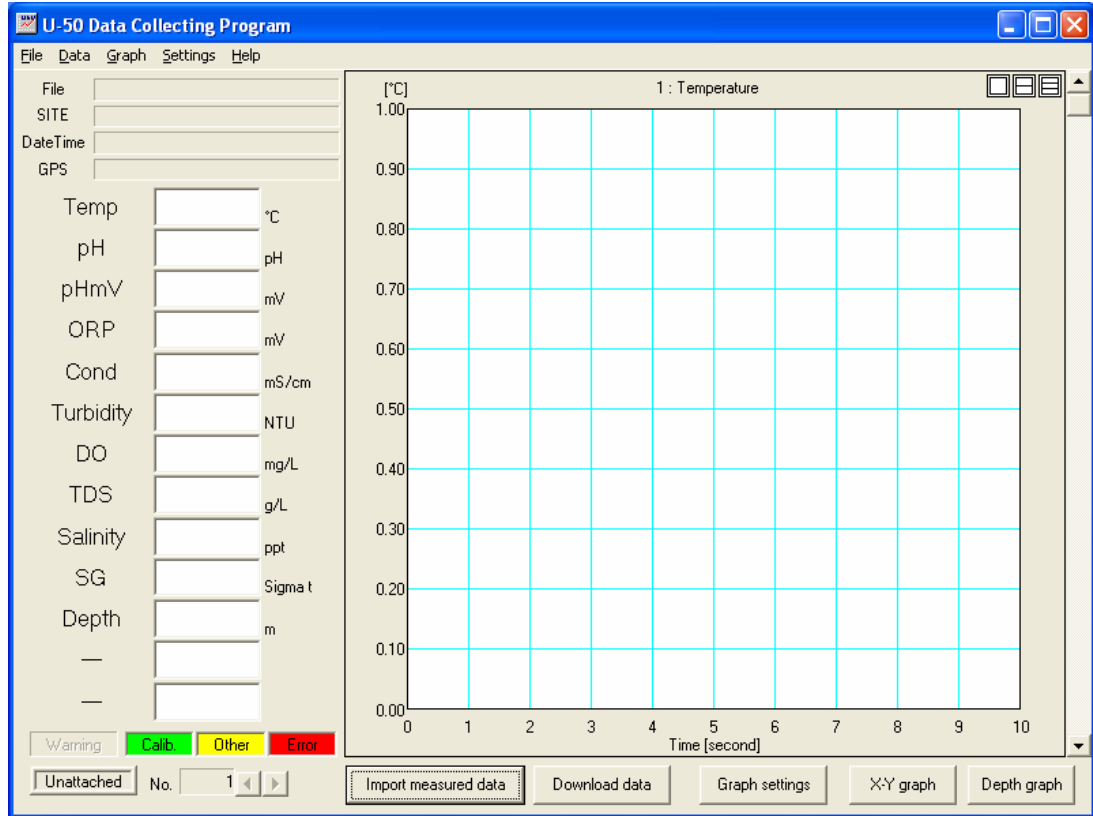 U-50 Data Collecting Program
File Data Graph Settings Help
File
SITE
DateTime
GPS
Temp °C
pH pH
pHmV mV
ORP mV
Cond mS/cm
Turbidity NTU
DO mg/L
TDS g/L
Salinity ppt
SG Sigma t
Depth m
—
—
Warning Calib. Other Error
Unattached No. 1
[°C] 1 : Temperature
1.00
0.90
0.80
0.70
0.60
0.50
0.40
0.30
0.20
0.10
0.00
0 1 2 3 4 5 6 7 8 9 10
Time [second]
Import measured data Download data Graph settings X-Y graph Depth graph